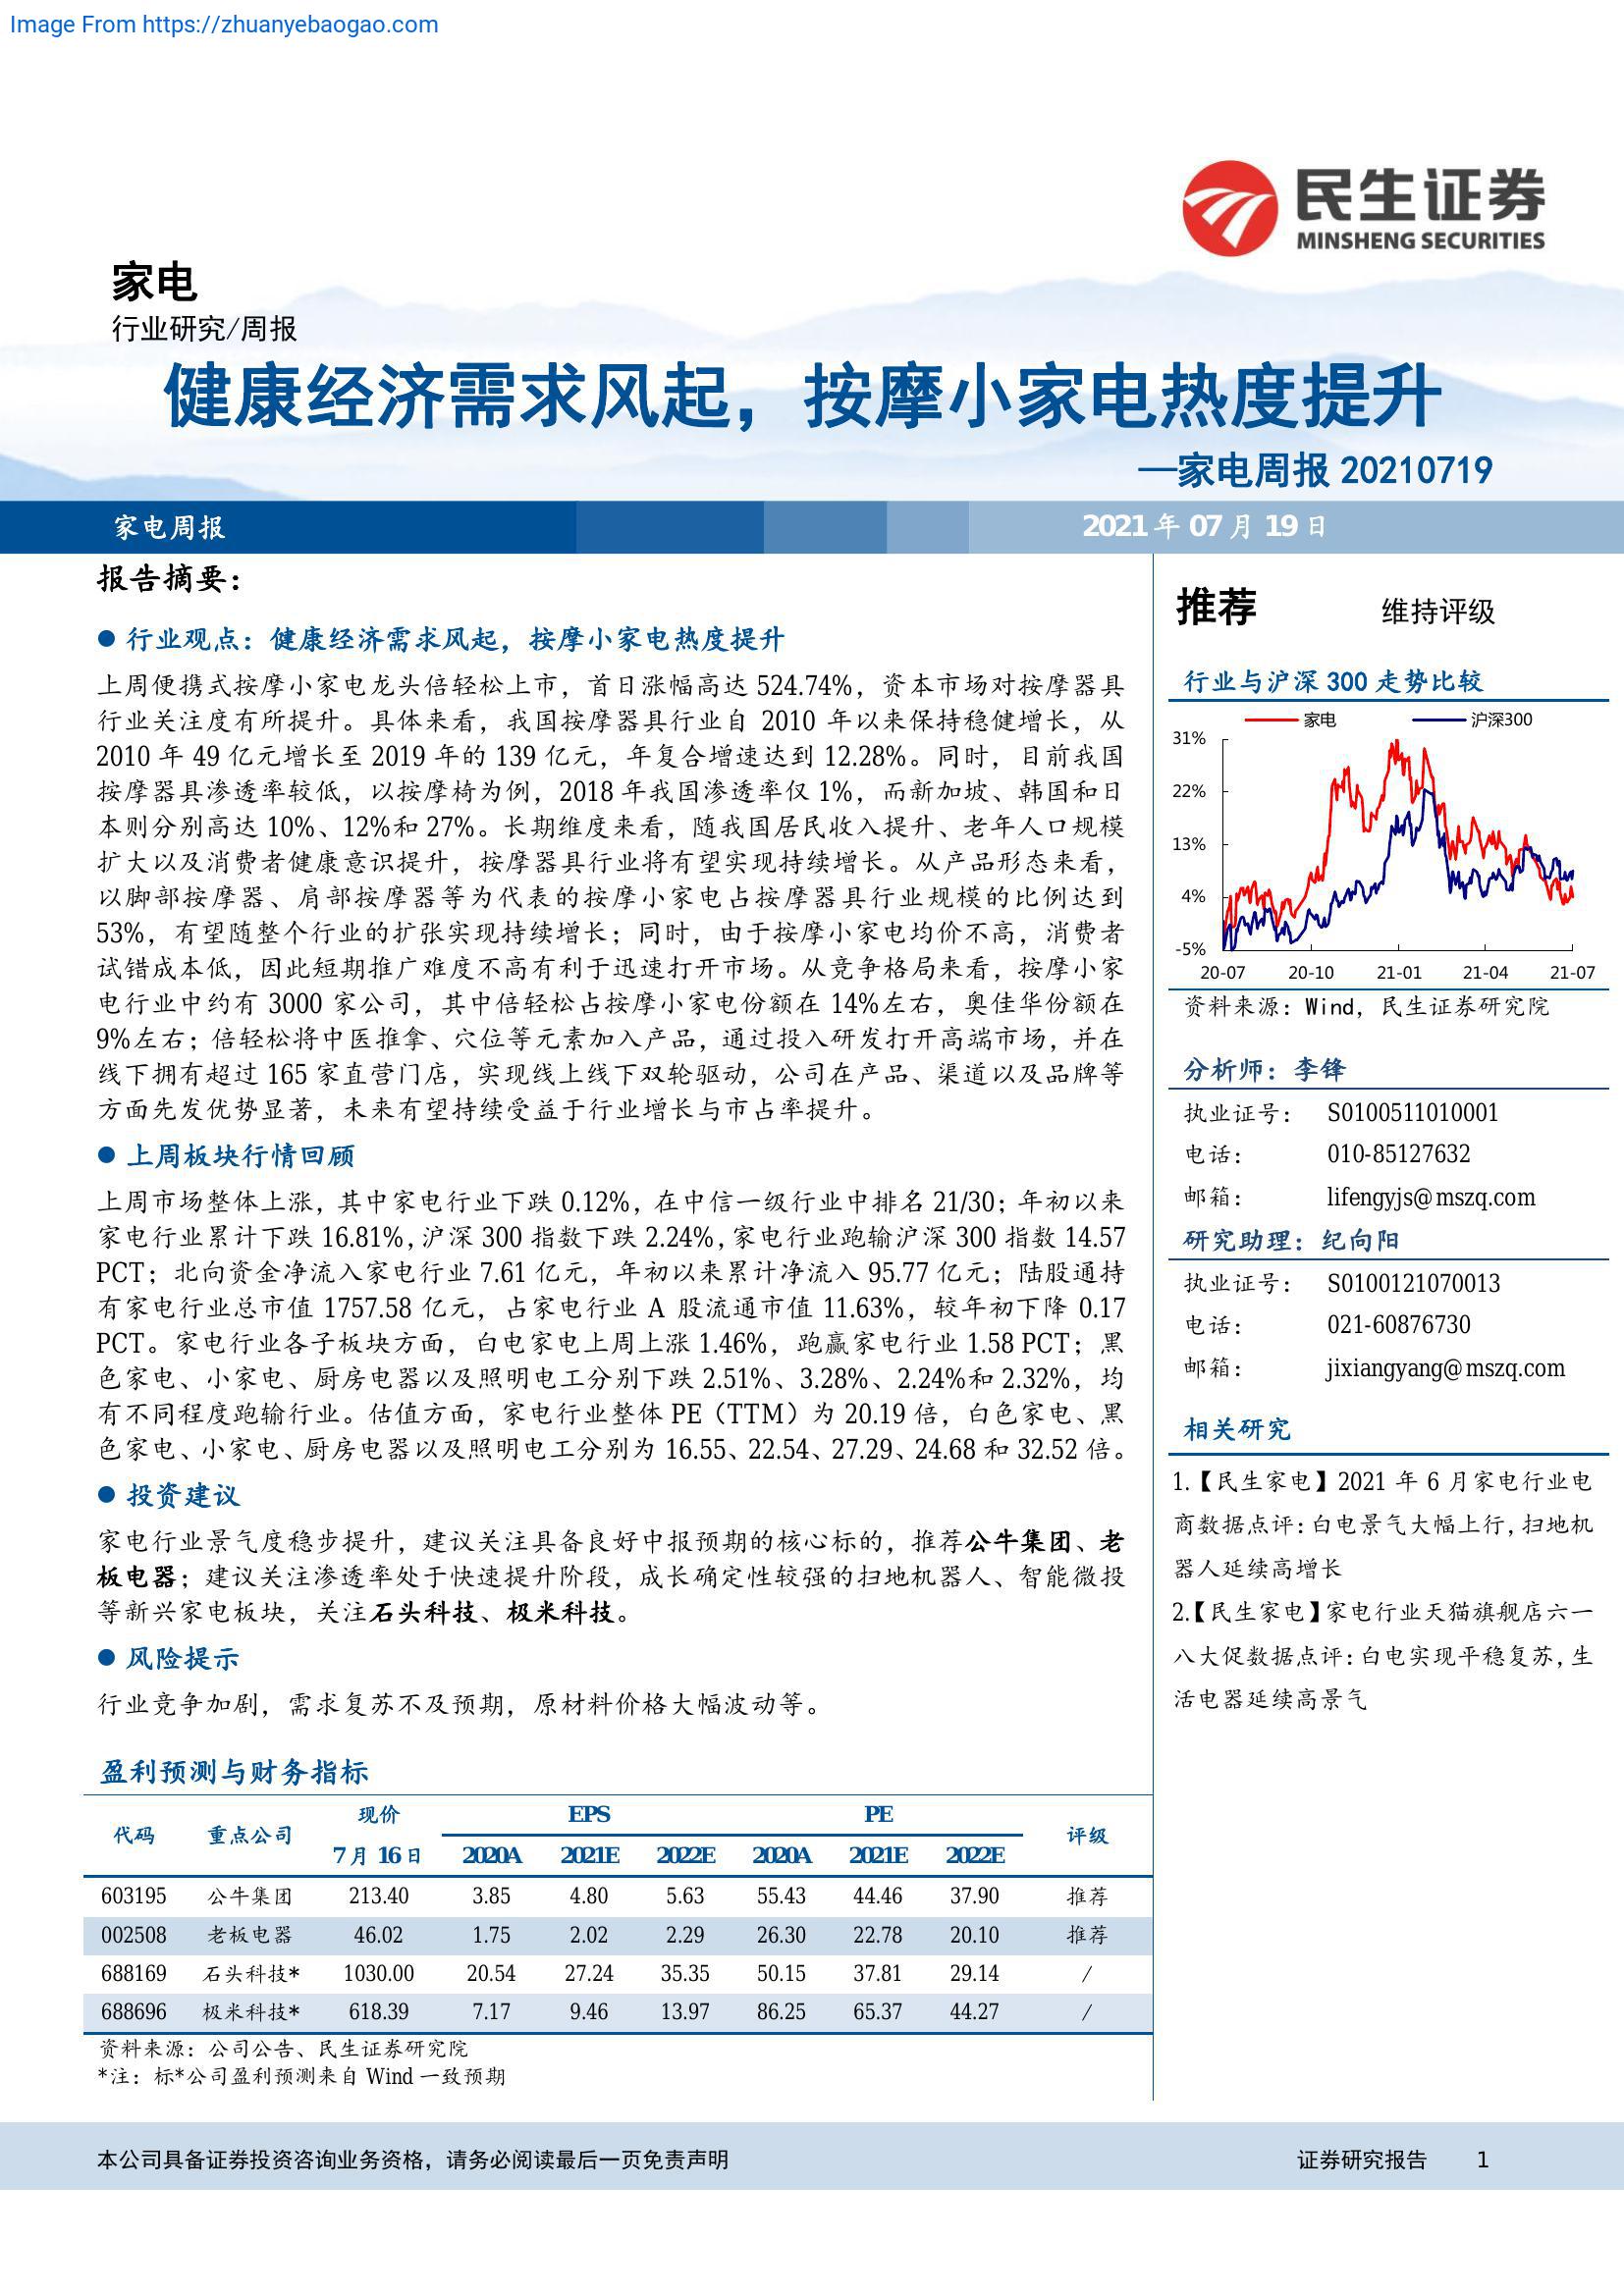 Image From https://zhuanyebaogao.com
民生证券
MINSHENG SECURITIES
家电
行业研究/周报
健康经济需求风起，按摩小家电热度提升
—家电周报 20210719
家电周报
2021 年 07 月 19 日
报告摘要：
● 行业观点：健康经济需求风起，按摩小家电热度提升
上周便携式按摩小家电龙头倍轻松上市，首日涨幅高达 524.74%，资本市场对按摩器具
行业关注度有所提升。具体来看，我国按摩器具行业自 2010 年以来保持稳健增长，从
2010 年 49 亿元增长至 2019 年的 139 亿元，年复合增速达到 12.28%。同时，目前我国
按摩器具渗透率较低，以按摩椅为例，2018 年我国渗透率仅 1%，而新加坡、韩国和日
本则分别高达 10%、12%和 27%。长期维度来看，随我国居民收入提升、老年人口规模
扩大以及消费者健康意识提升，按摩器具行业将有望实现持续增长。从产品形态来看，
以脚部按摩器、肩部按摩器等为代表的按摩小家电占按摩器具行业规模的比例达到
53%，有望随整个行业的扩张实现持续增长；同时，由于按摩小家电均价不高，消费者
试错成本低，因此短期推广难度不高有利于迅速打开市场。从竞争格局来看，按摩小家
电行业中约有 3000 家公司，其中倍轻松占按摩小家电份额在 14%左右，奥佳华份额在
9%左右；倍轻松将中医推拿、穴位等元素加入产品，通过投入研发打开高端市场，并在
线下拥有超过 165 家直营门店，实现线上线下双轮驱动，公司在产品、渠道以及品牌等
方面先发优势显著，未来有望持续受益于行业增长与市占率提升。
● 上周板块行情回顾
上周市场整体上涨，其中家电行业下跌 0.12%，在中信一级行业中排名 21/30；年初以来
家电行业累计下跌 16.81%，沪深 300 指数下跌 2.24%，家电行业跑输沪深 300 指数 14.57
PCT；北向资金净流入家电行业 7.61 亿元，年初以来累计净流入 95.77 亿元；陆股通持
有家电行业总市值 1757.58 亿元，占家电行业 A 股流通市值 11.63%，较年初下降 0.17
PCT。家电行业各子板块方面，白电家电上周上涨 1.46%，跑赢家电行业 1.58 PCT；黑
色家电、小家电、厨房电器以及照明电工分别下跌 2.51%、3.28%、2.24%和 2.32%，均
有不同程度跑输行业。估值方面，家电行业整体 PE（TTM）为 20.19 倍，白色家电、黑
色家电、小家电、厨房电器以及照明电工分别为 16.55、22.54、27.29、24.68 和 32.52 倍。
● 投资建议
家电行业景气度稳步提升，建议关注具备良好中报预期的核心标的，推荐公牛集团、老
板电器；建议关注渗透率处于快速提升阶段，成长确定性较强的扫地机器人、智能微投
等新兴家电板块，关注石头科技、极米科技。
● 风险提示
行业竞争加剧，需求复苏不及预期，原材料价格大幅波动等。
盈利预测与财务指标
代码 重点公司 现价 EPS PE 评级
7 月 16 日 2020A 2021E 2022E 2020A 2021E 2022E
603195 公牛集团 213.40 3.85 4.80 5.63 55.43 44.46 37.90 推荐
002508 老板电器 46.02 1.75 2.02 2.29 26.30 22.78 20.10 推荐
688169 石头科技* 1030.00 20.54 27.24 35.35 50.15 37.81 29.14 /
688696 极米科技* 618.39 7.17 9.46 13.97 86.25 65.37 44.27 /
资料来源：公司公告、民生证券研究院
*注：标*公司盈利预测来自 Wind 一致预期
推荐 维持评级
行业与沪深 300 走势比较
家电 沪深300
31%
22%
13%
4%
-5%
20-07 20-10 21-01 21-04 21-07
资料来源：Wind，民生证券研究院
分析师：李锋
执业证号： S0100511010001
电话： 010-85127632
邮箱： lifengyjs@mszq.com
研究助理：纪向阳
执业证号： S0100121070013
电话： 021-60876730
邮箱： jixiangyang@mszq.com
相关研究
1.【民生家电】2021 年 6 月家电行业电
商数据点评：白电景气大幅上行，扫地机
器人延续高增长
2.【民生家电】家电行业天猫旗舰店六一
八大促数据点评：白电实现平稳复苏，生
活电器延续高景气
本公司具备证券投资咨询业务资格，请务必阅读最后一页免责声明
证券研究报告 1